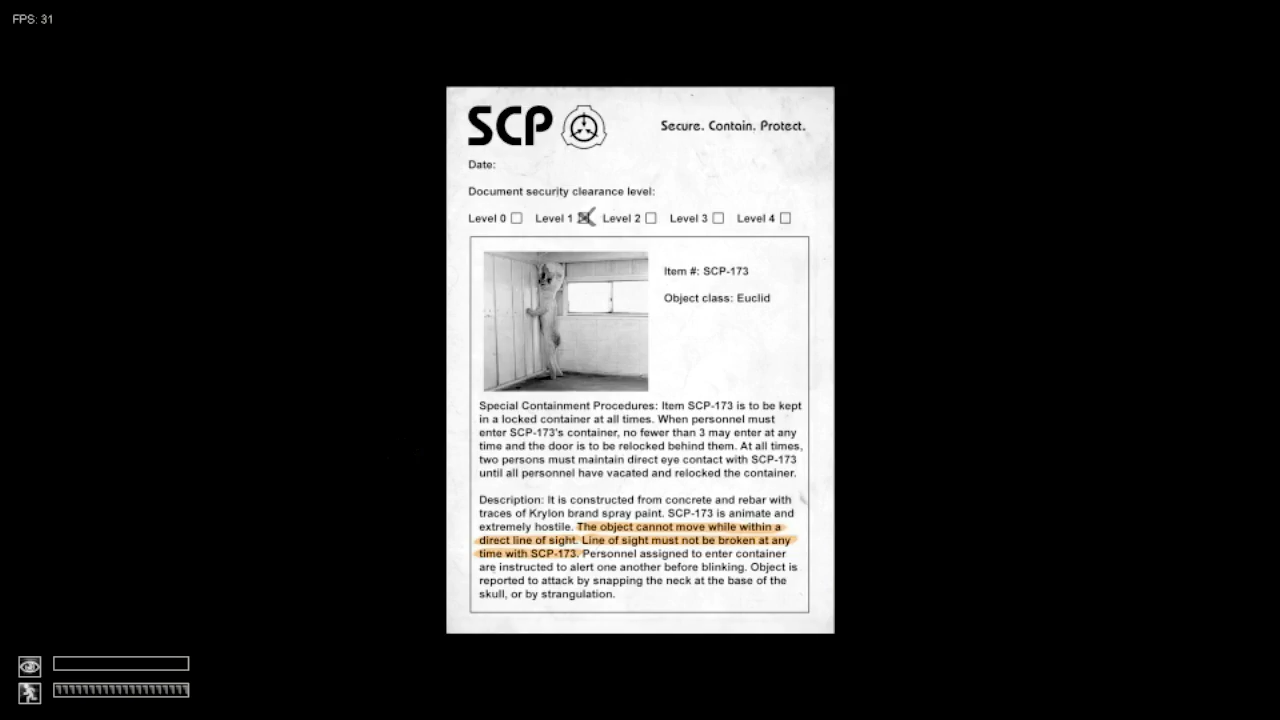 FPS: 31
SCP
Secure. Contain. Protect.
Date:
Document security clearance level:
Level 0 Level 1 Level 2 Level 3 Level 4
Item #: SCP-173
Object class: Euclid
Special Containment Procedures: Item SCP-173 is to be kept
in a locked container at all times. When personnel must
enter SCP-173's container, no fewer than 3 may enter at any
time and the door is to be relocked behind them. At all times,
two persons must maintain direct eye contact with SCP-173
until all personnel have vacated and relocked the container.
Description: It is constructed from concrete and rebar with
traces of Krylon brand spray paint. SCP-173 is animate and
extremely hostile. The object cannot move while within a
direct line of sight. Line of sight must not be broken at any
time with SCP-173. Personnel assigned to enter container
are instructed to alert one another before blinking. Object is
reported to attack by snapping the neck at the base of the
skull, or by strangulation.